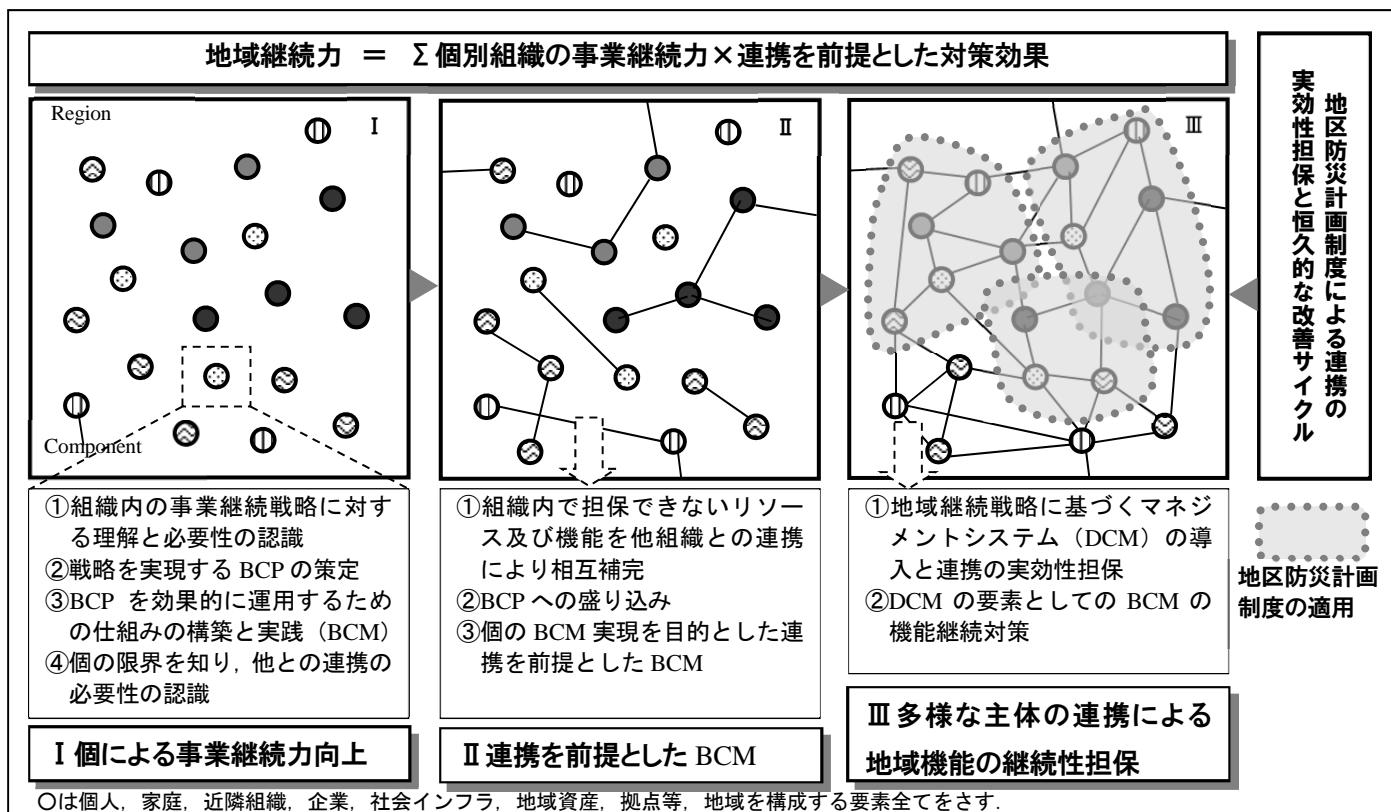 地域継続力 ＝ Σ個別組織の事業継続力×連携を前提とした対策効果
Region
Ⅰ
Component
Ⅱ
Ⅲ
①組織内の事業継続戦略に対す
る理解と必要性の認識
②戦略を実現する BCP の策定
③BCP を効果的に運用するため
の仕組みの構築と実践（BCM）
④個の限界を知り，他との連携の
必要性の認識
Ⅰ個による事業継続力向上
①組織内で担保できないリソー
ス及び機能を他組織との連携
により相互補完
②BCP への盛り込み
③個の BCM 実現を目的とした連
携を前提とした BCM
Ⅱ連携を前提とした BCM
①地域継続戦略に基づくマネジ
メントシステム（DCM）の導
入と連携の実効性担保
②DCM の要素としての BCM の
機能継続対策
Ⅲ多様な主体の連携による
地域機能の継続性担保
地区防災計画制度による連携の
実効性担保と恒久的な改善サイクル
地区防災計画
制度の適用
〇は個人，家庭，近隣組織，企業，社会インフラ，地域資産，拠点等，地域を構成する要素全てをさす．